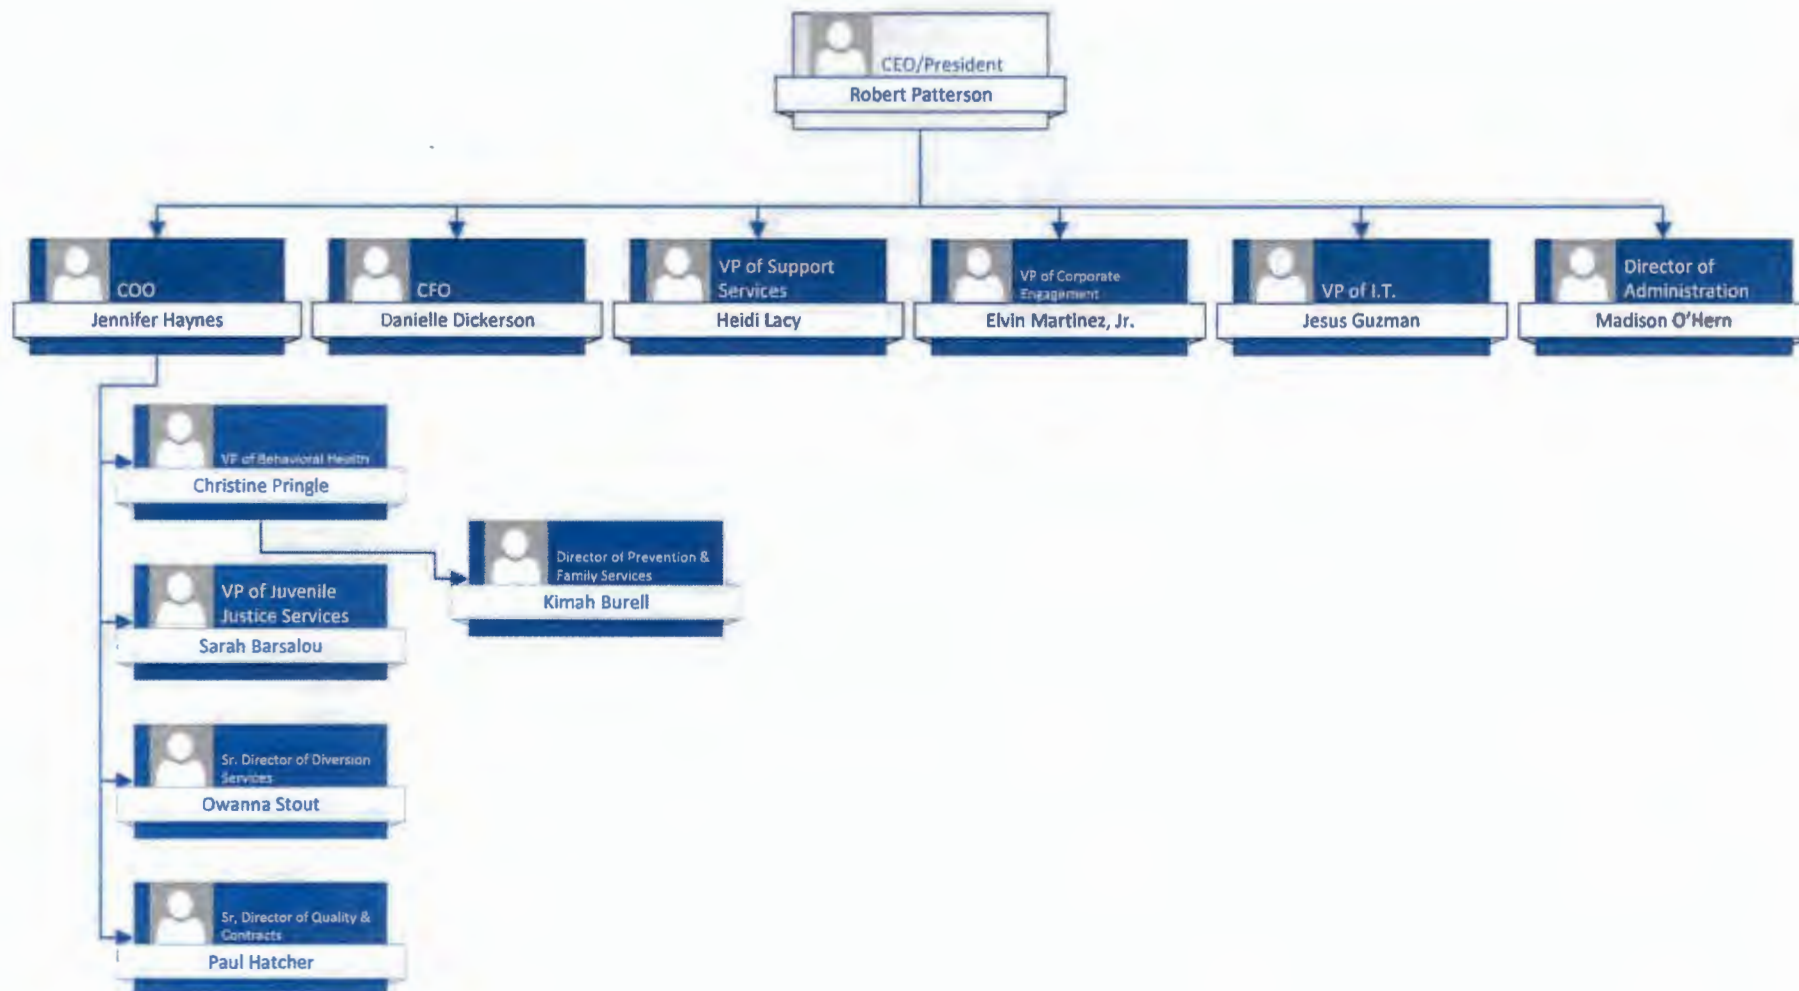 CEO/President
Robert Patterson
COO
Jennifer Haynes
CFO
Danielle Dickerson
VP of Support
Services
Heidi Lacy
VP of Corporate
Engagement
Elvin Martinez, Jr.
VP of I.T.
Jesus Guzman
Director of
Administration
Madison O'Hern
VP of Behavioral Health
Christine Pringle
Director of Prevention &
Family Services
Kimah Burell
VP of Juvenile
Justice Services
Sarah Barsalou
Sr. Director of Diversion
Services
Owanna Stout
Sr, Director of Quality &
Contracts
Paul Hatcher